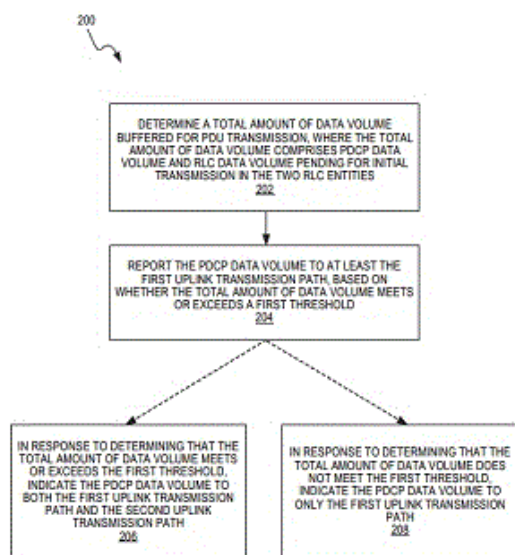 200
DETERMINE A TOTAL AMOUNT OF DATA VOLUME
BUFFERED FOR PDU TRANSMISSION, WHERE THE TOTAL
AMOUNT OF DATA VOLUME COMPRISES PDCP DATA
VOLUME AND RLC DATA VOLUME PENDING FOR INITIAL
TRANSMISSION IN THE TWO RLC ENTITIES
202
REPORT THE PDCP DATA VOLUME TO AT LEAST THE
FIRST UPLINK TRANSMISSION PATH, BASED ON
WHETHER THE TOTAL AMOUNT OF DATA VOLUME MEETS
OR EXCEEDS A FIRST THRESHOLD
204
IN RESPONSE TO DETERMINING THAT THE
TOTAL AMOUNT OF DATA VOLUME MEETS
OR EXCEEDS THE FIRST THRESHOLD,
INDICATE THE PDCP DATA VOLUME TO
BOTH THE FIRST UPLINK TRANSMISSION
PATH AND THE SECOND UPLINK
TRANSMISSION PATH
206
IN RESPONSE TO DETERMINING THAT THE
TOTAL AMOUNT OF DATA VOLUME DOES
NOT MEET THE FIRST THRESHOLD,
INDICATE THE PDCP DATA VOLUME TO
ONLY THE FIRST UPLINK TRANSMISSION
PATH
208